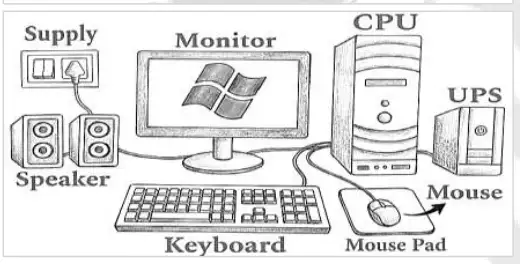 CPU
Supply
Monitor
UPS
Speaker
Mouse
Keyboard
Mouse Pad